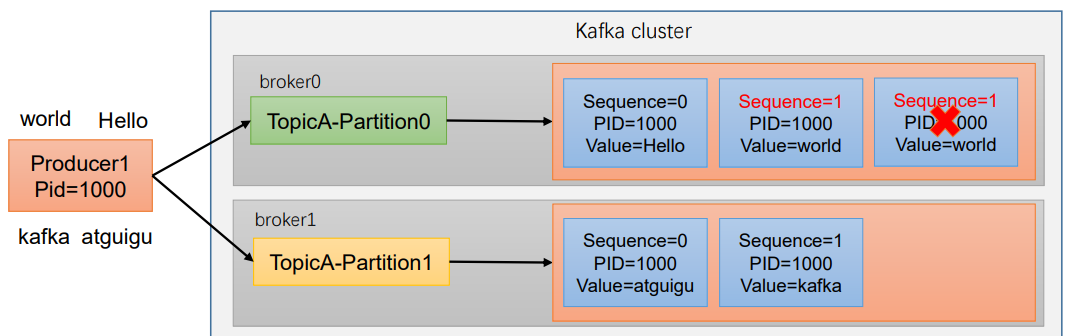 Kafka cluster
world Hello
Producer1
Pid=1000
kafka atguigu
broker0
TopicA-Partition0
Sequence=0
PID=1000
Value=Hello
Sequence=1
PID=1000
Value=world
Sequence=1
Value=world
broker1
TopicA-Partition1
Sequence=0
PID=1000
Value=atguigu
Sequence=1
PID=1000
Value=kafka